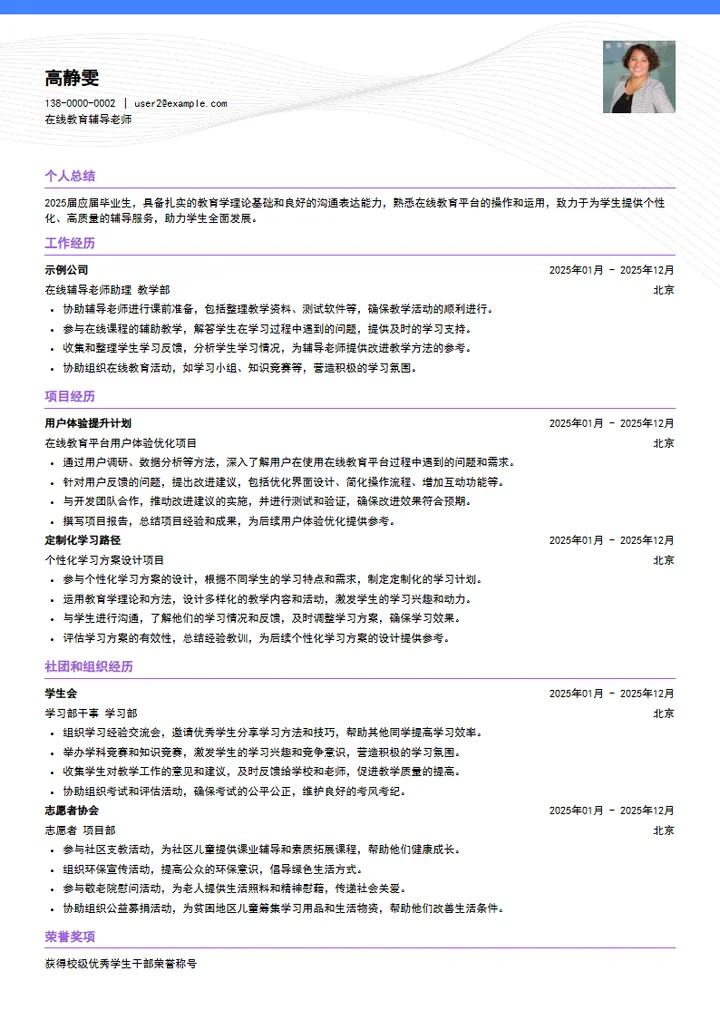 高静雯
138-0000-0002 | user2@example.com
在线教育辅导老师
个人总结
2025届应届毕业生，具备扎实的教育学理论基础和良好的沟通表达能力，熟悉在线教育平台的操作和运用，致力于为学生提供个性
化、高质量的辅导服务，助力学生全面发展。
工作经历
示例公司 2025年01月 - 2025年12月
在线辅导老师助理 教学部 北京
• 协助辅导老师进行课前准备，包括整理教学资料、测试软件等，确保教学活动的顺利进行。
• 参与在线课程的辅助教学，解答学生在学习过程中遇到的问题，提供及时的学习支持。
• 收集和整理学生学习反馈，分析学生学习情况，为辅导老师提供改进教学方法的参考。
• 协助组织在线教育活动，如学习小组、知识竞赛等，营造积极的学习氛围。
项目经历
用户体验提升计划 2025年01月 - 2025年12月
在线教育平台用户体验优化项目 北京
• 通过用户调研、数据分析等方法，深入了解用户在使用在线教育平台过程中遇到的问题和需求。
• 针对用户反馈的问题，提出改进建议，包括优化界面设计、简化操作流程、增加互动功能等。
• 与开发团队合作，推动改进建议的实施，并进行测试和验证，确保改进效果符合预期。
• 撰写项目报告，总结项目经验和成果，为后续用户体验优化提供参考。
定制化学习路径 2025年01月 - 2025年12月
个性化学习方案设计项目 北京
• 参与个性化学习方案的设计，根据不同学生的学习特点和需求，制定定制化的学习计划。
• 运用教育学理论和方法，设计多样化的教学内容和活动，激发学生的学习兴趣和动力。
• 与学生进行沟通，了解他们的学习情况和反馈，及时调整学习方案，确保学习效果。
• 评估学习方案的有效性，总结经验教训，为后续个性化学习方案的设计提供参考。
社团和组织经历
学生会 2025年01月 - 2025年12月
学习部干事 学习部 北京
• 组织学习经验交流会，邀请优秀学生分享学习方法和技巧，帮助其他同学提高学习效率。
• 举办学科竞赛和知识竞赛，激发学生的学习兴趣和竞争意识，营造积极的学习氛围。
• 收集学生对教学工作的意见和建议，及时反馈给学校和老师，促进教学质量的提高。
• 协助组织考试和评估活动，确保考试的公平公正，维护良好的考风考纪。
志愿者协会 2025年01月 - 2025年12月
志愿者 项目部 北京
• 参与社区支教活动，为社区儿童提供课业辅导和素质拓展课程，帮助他们健康成长。
• 组织环保宣传活动，提高公众的环保意识，倡导绿色生活方式。
• 参与敬老院慰问活动，为老人提供生活照料和精神慰藉，传递社会关爱。
• 协助组织公益募捐活动，为贫困地区儿童筹集学习用品和生活物资，帮助他们改善生活条件。
荣誉奖项
获得校级优秀学生干部荣誉称号